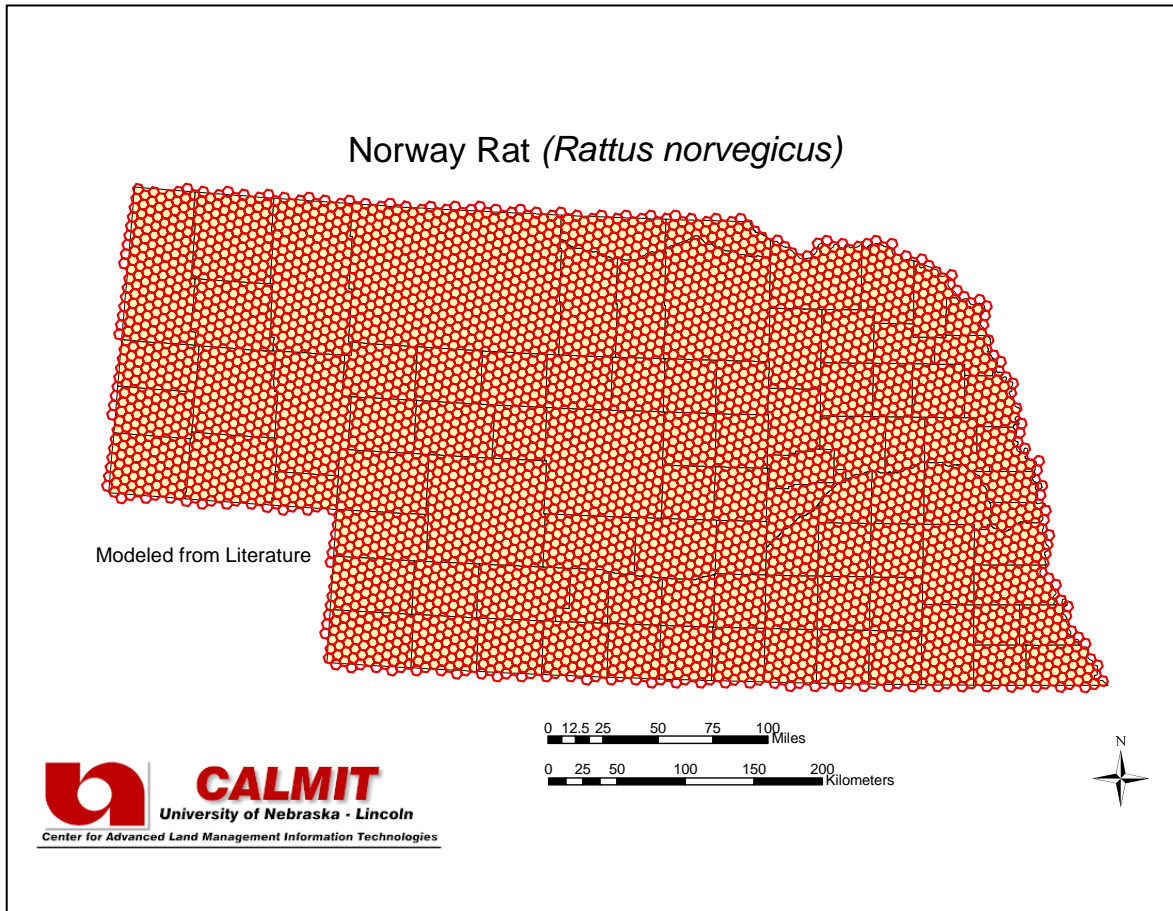 Norway Rat (Rattus norvegicus)
Modeled from Literature
0 12.5 25 50 75 100
Miles
0 25 50 100 150 200
Kilometers
N
CALMIT
University of Nebraska - Lincoln
Center for Advanced Land Management Information Technologies